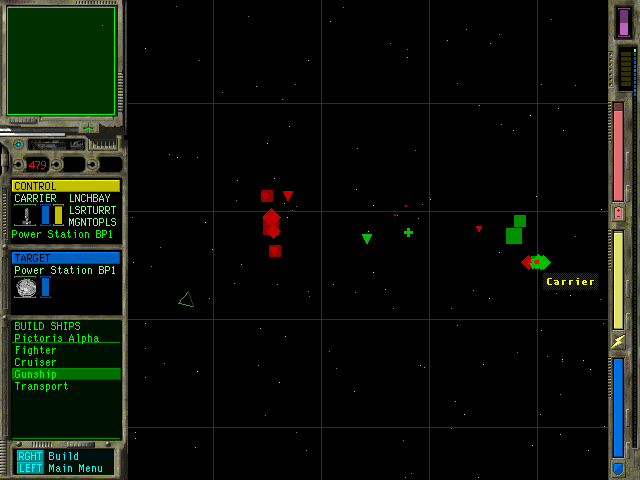 479
CONTROL
CARRIER LNCHBAY
LSRTURRT
MGNTOPLS
Power Station BP1
TARGET
Power Station BP1
BUILD SHIPS
Pictoris Alpha
Fighter
Cruiser
Gunship
Transport
RGHT Build
LEFT Main Menu
Carrier